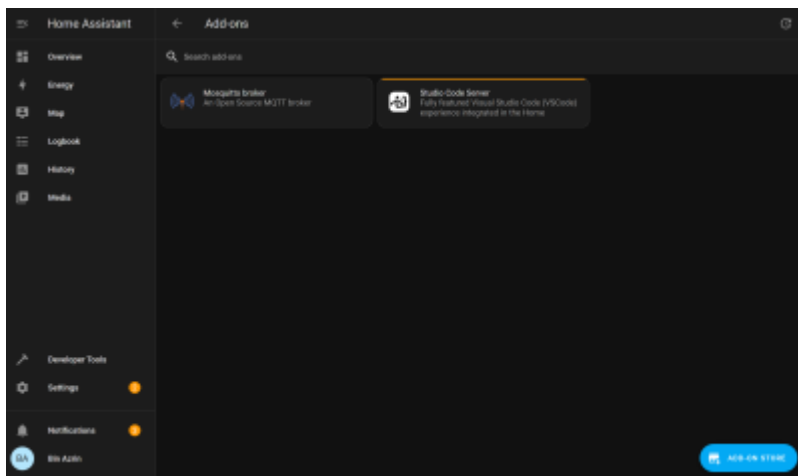 Home Assistant
Add-ons
Overview
Search add-ons
Energy
Mosquitto broker
An Open Source MQTT broker
Studio Code Server
Fully featured Visual Studio Code (VSCode)
experience integrated in the Home
Map
Logbook
History
Media
Developer Tools
Settings
Notifications
BA
ADD-ON STORE